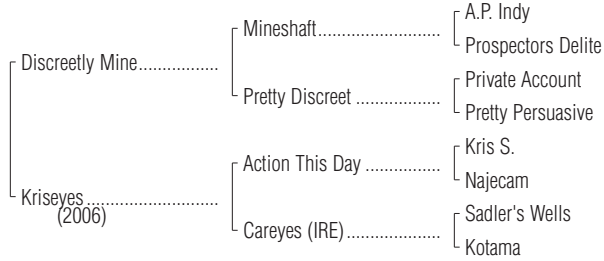 A.P. Indy
Mineshaft..............................
Prospectors Delite
Discreetly Mine...................
Private Account
Pretty Discreet .....................
Pretty Persuasive
Kris S.
Action This Day ..................
Najecam
Kriseyes ...............................
(2006)
Sadler's Wells
Careyes (IRE)......................
Kotama